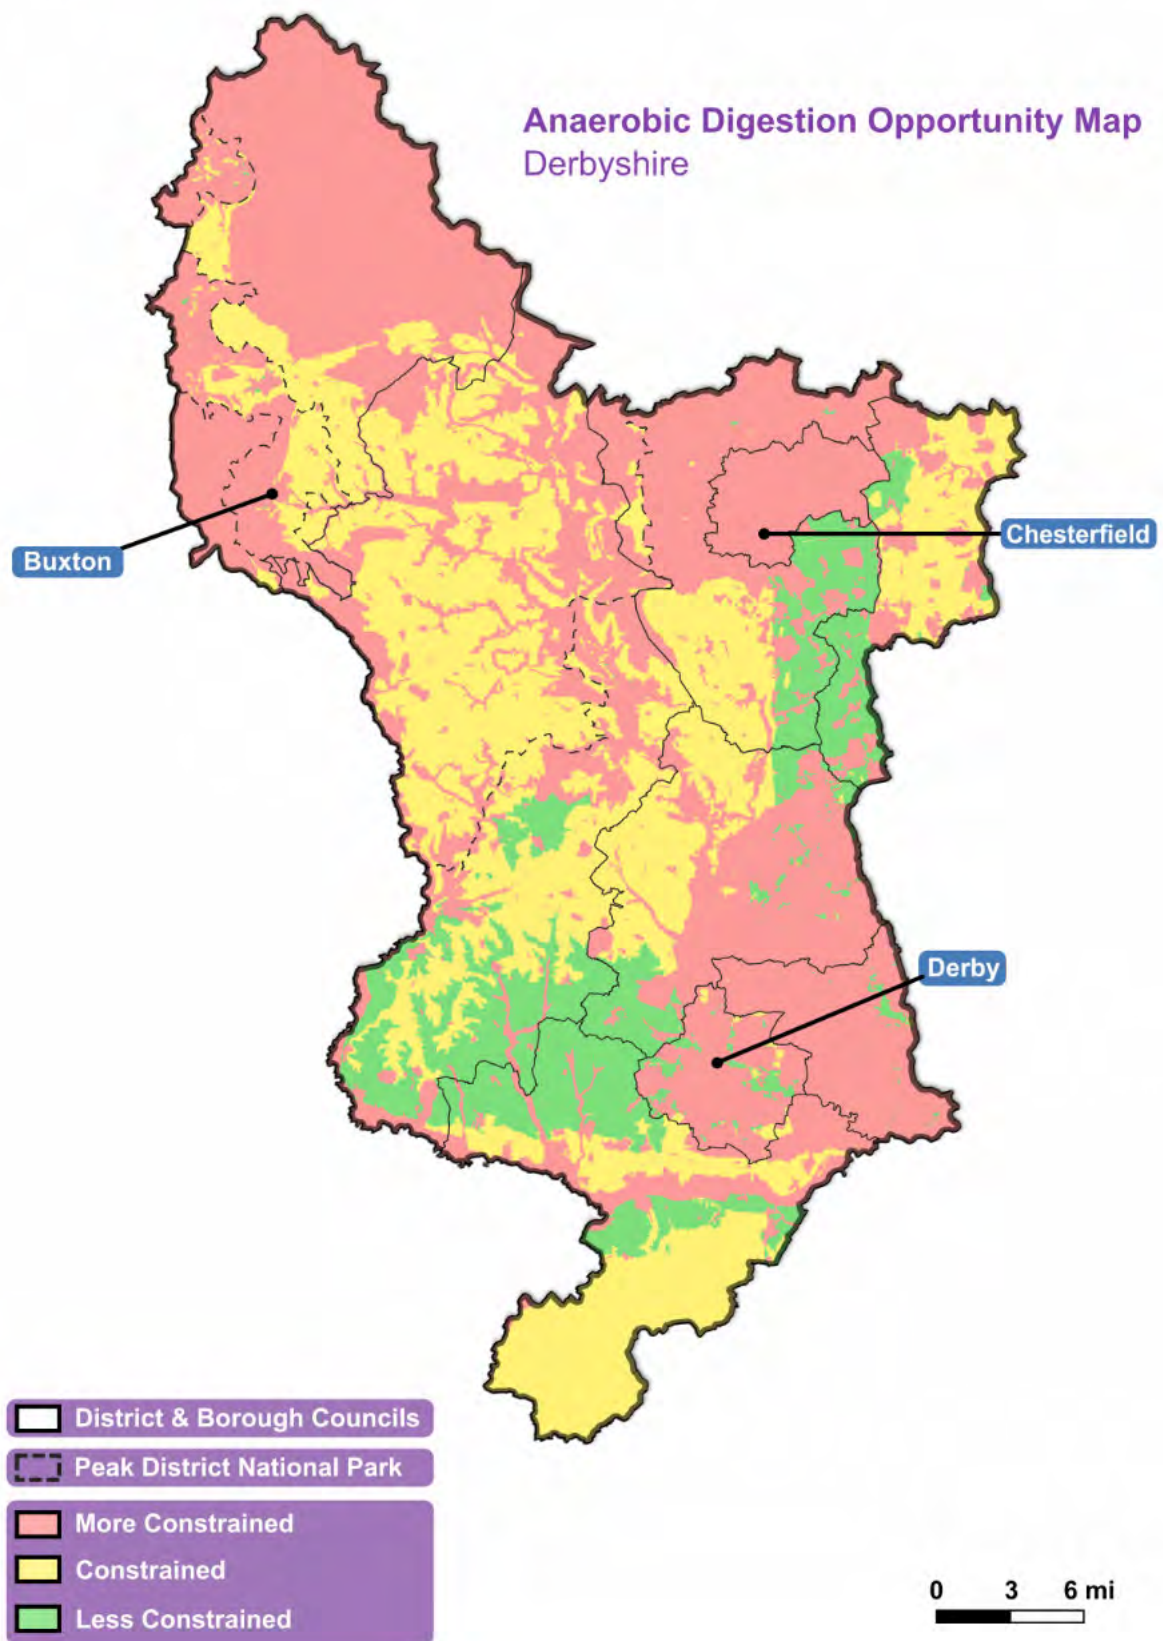 Anaerobic Digestion Opportunity Map
Derbyshire
Buxton
Chesterfield
Derby
District & Borough Councils
Peak District National Park
More Constrained
Constrained
Less Constrained
0 3 6 mi